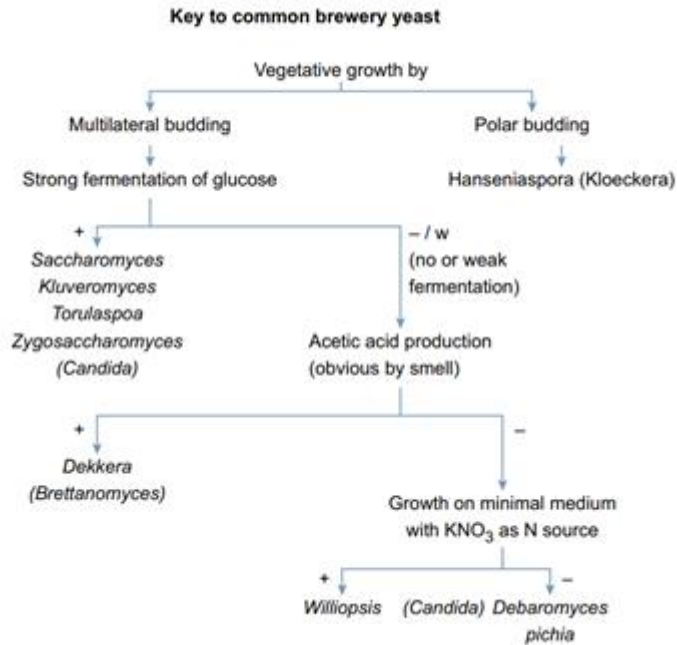 Key to common brewery yeast
Vegetative growth by
Multilateral budding
Polar budding
Strong fermentation of glucose
Hanseniaspora (Kloeckera)
+
– / w
(no or weak
fermentation)
Saccharomyces
Kluveromyces
Torulaspoa
Zygosaccharomyces
(Candida)
Acetic acid production
(obvious by smell)
+
–
Dekkera
(Brettanomyces)
Growth on minimal medium
with KNO₃ as N source
+
–
Williopsis
(Candida)
Debaromyces
pichia